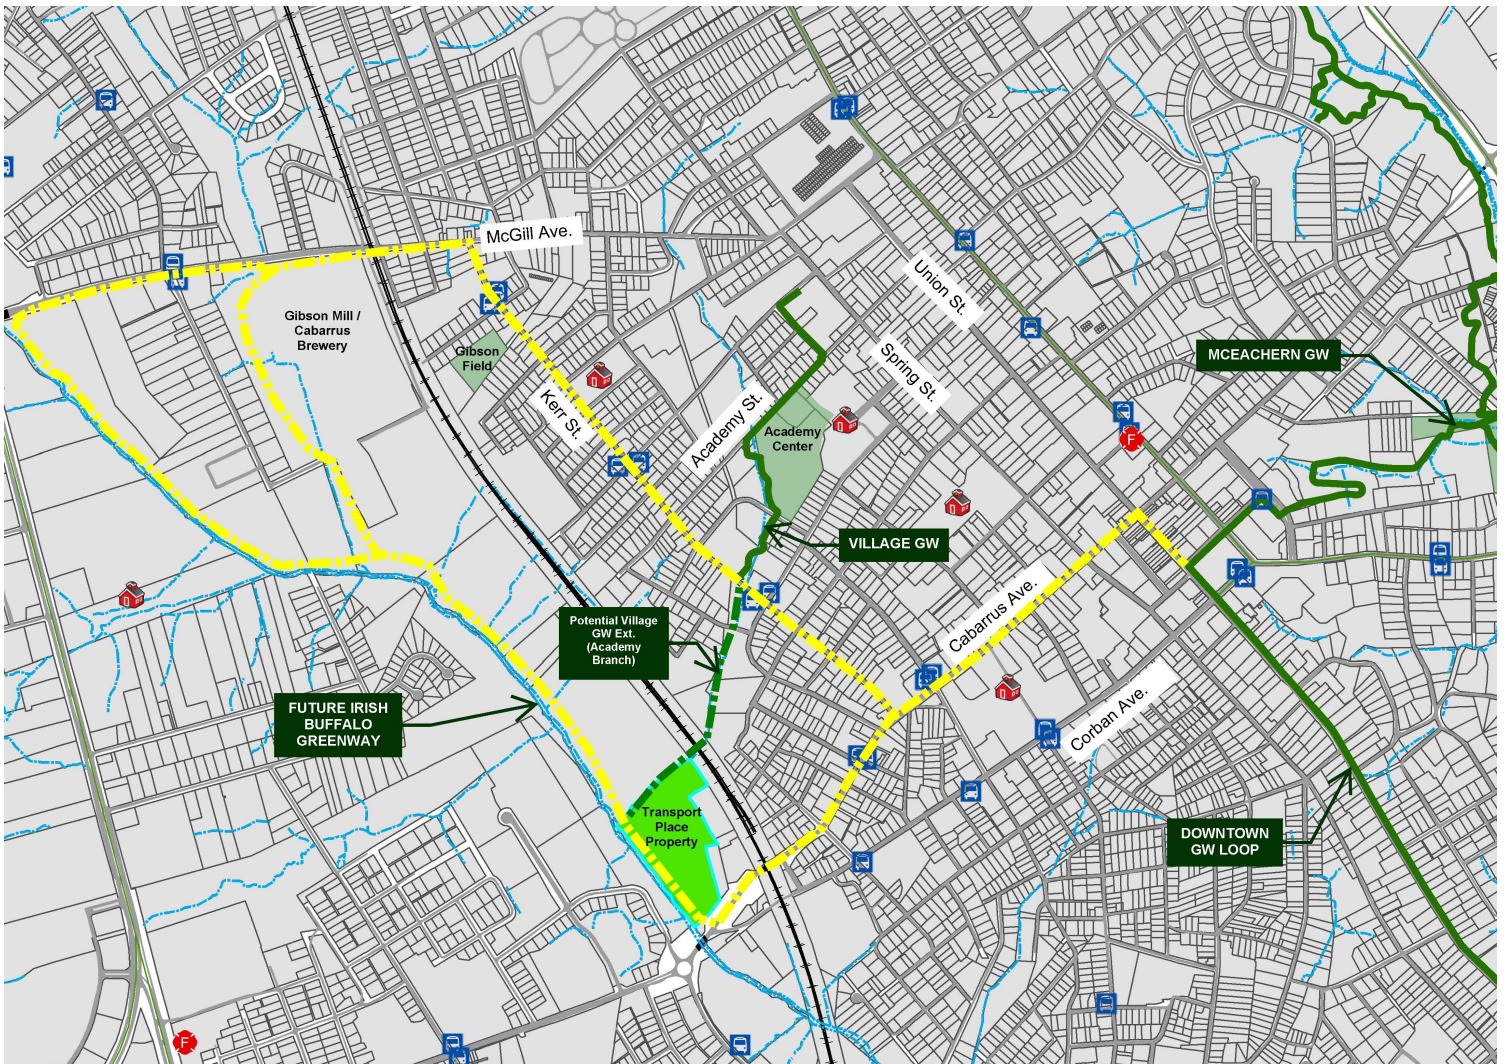 McGill Ave.
Union St.
Gibson Mill /
Cabarrus
Brewery
Gibson
Field
Spring St.
MCEACHERN GW
Kerr St.
Academy St.
Academy
Center
F
VILLAGE GW
Cabarrus Ave.
Potential Village
GW Ext.
(Academy
Branch)
Corban Ave.
FUTURE IRISH
BUFFALO
GREENWAY
Transport
Place
Property
DOWNTOWN
GW LOOP
F